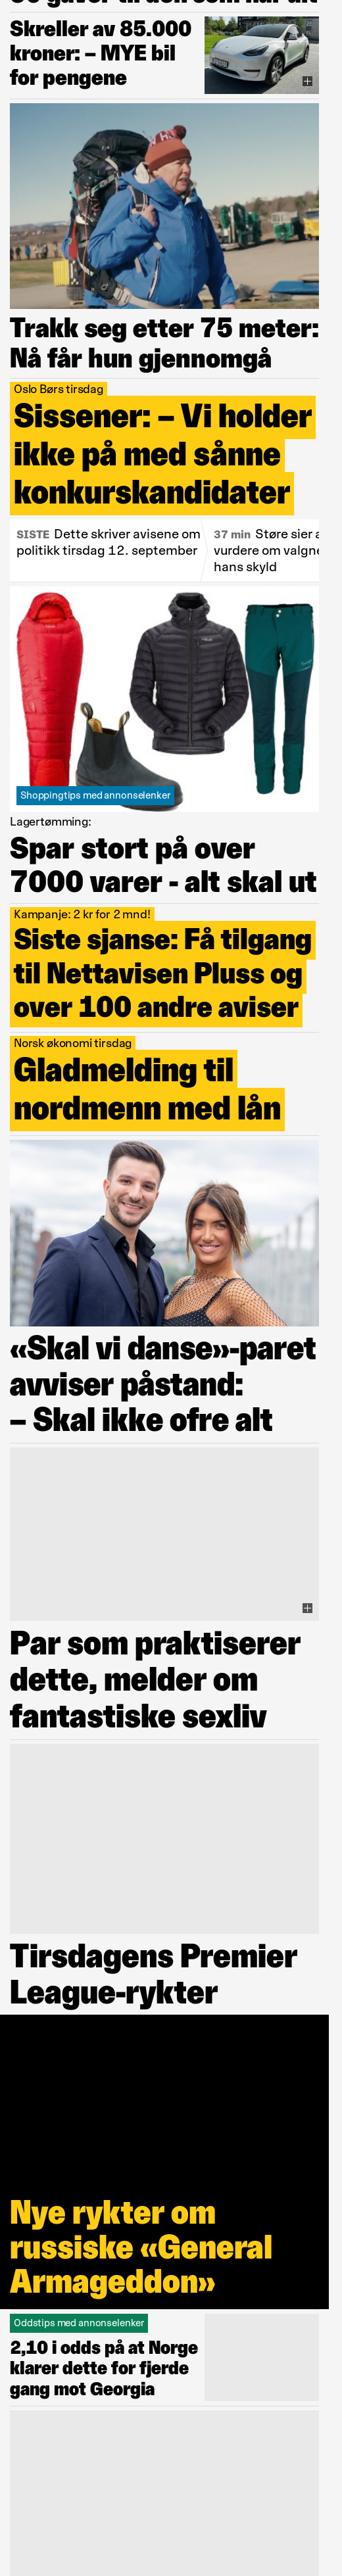 Skreller av 85.000
kroner: – MYE bil
for pengene
Trakk seg etter 75 meter:
Nå får hun gjennomgå
Oslo Børs tirsdag
Sissener: – Vi holder
ikke på med sånne
konkurskandidater
SISTE Dette skriver avisene om
politikk tirsdag 12. september
37 min Støre sier a
vurdere om valgne
hans skyld
Shoppingtips med annonselenker
Lagertømming:
Spar stort på over
7000 varer - alt skal ut
Kampanje: 2 kr for 2 mnd!
Siste sjanse: Få tilgang
til Nettavisen Pluss og
over 100 andre aviser
Norsk økonomi tirsdag
Gladmelding til
nordmenn med lån
«Skal vi danse»-paret
avviser påstand:
– Skal ikke ofre alt
Par som praktiserer
dette, melder om
fantastiske sexliv
Tirsdagens Premier
League-rykter
Nye rykter om
russiske «General
Armageddon»
Oddstips med annonselenker
2,10 i odds på at Norge
klarer dette for fjerde
gang mot Georgia